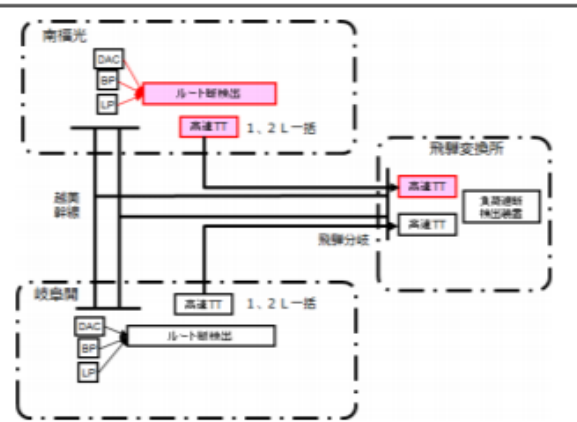 南福光
DAC
BP
LP
ルート断検出
高速TT
1、2L一括
飛騨変換所
高速TT
負荷遮断
検出装置
高速TT
越美
幹線
飛騨分岐
岐阜開
高速TT
1、2L一括
DAC
BP
LP
ルート断検出